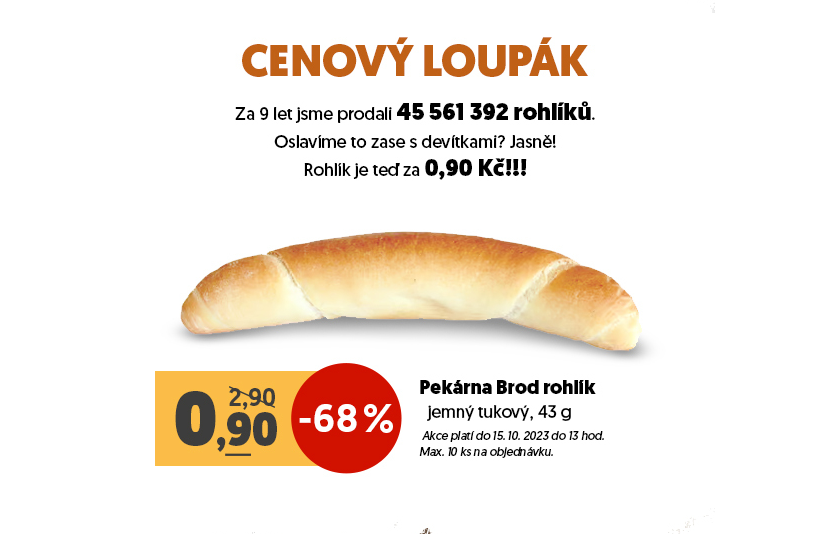 CENOVÝ LOUPÁK
Za 9 let jsme prodali 45 561 392 rohlíků.
Oslavíme to zase s devítkami? Jasně!
Rohlík je teď za 0,90 Kč!!!
2,90
0,90
-68 %
Pekárna Brod rohlík
jemný tukový, 43 g
Akce platí do 15. 10. 2023 do 13 hod.
Max. 10 ks na objednávku.